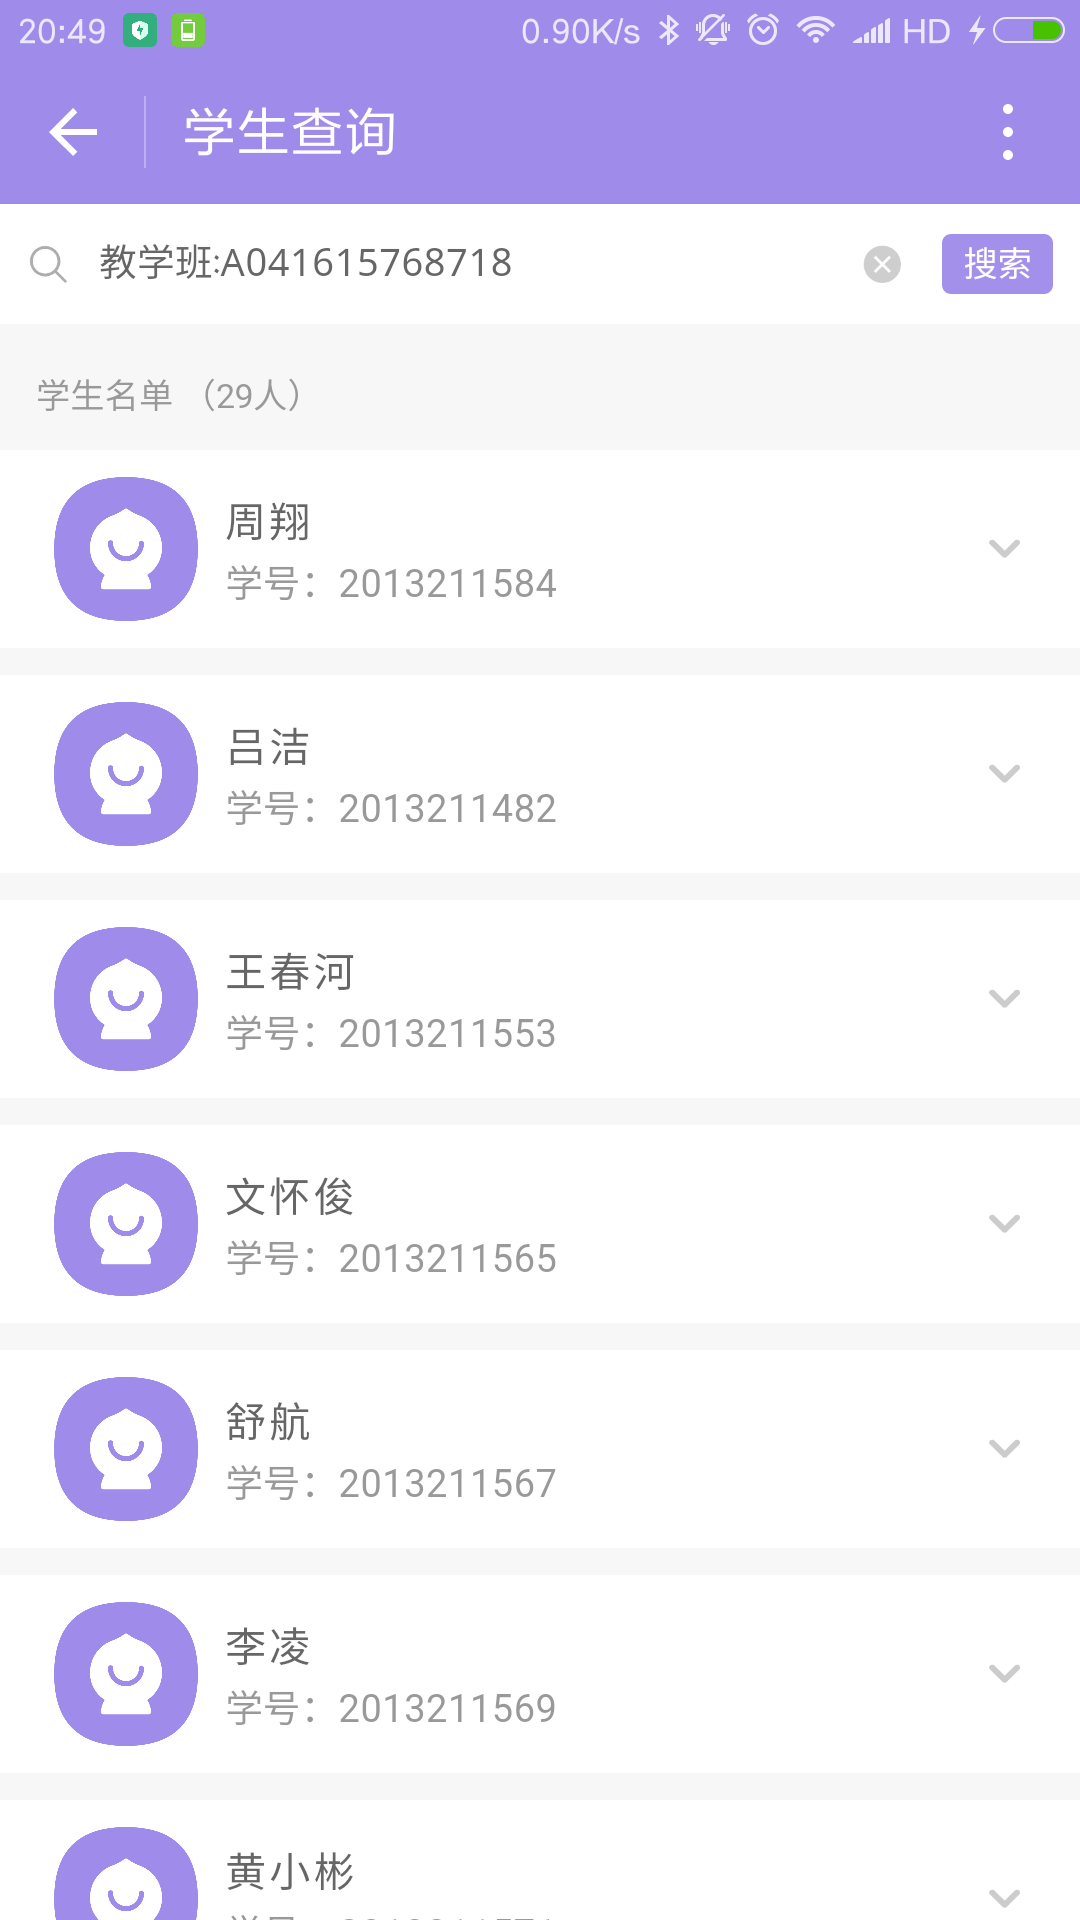 20:49 0.90K/s HD
学生查询
教学班:A041615768718 搜索
学生名单 （29人）
周翔
学号：2013211584
吕洁
学号：2013211482
王春河
学号：2013211553
文怀俊
学号：2013211565
舒航
学号：2013211567
李凌
学号：2013211569
黄小彬